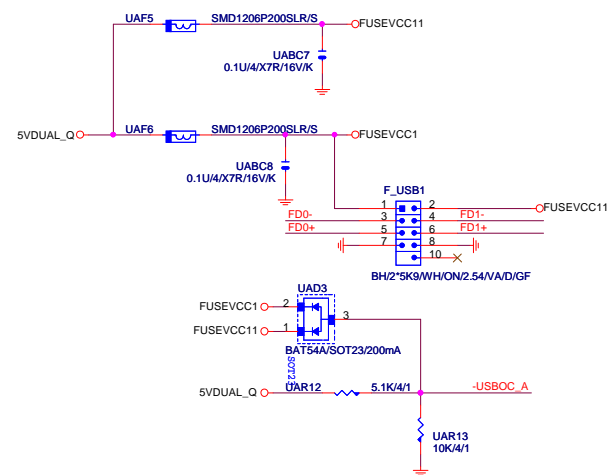 UAF5 SMD1206P200SLR/S FUSEVCC11
UABC7
0.1U/4/X7R/16V/K
5VDUAL_Q UAF6 SMD1206P200SLR/S FUSEVCC1
UABC8
0.1U/4/X7R/16V/K
F_USB1
1 2 FUSEVCC11
FD0- 3 4 FD1-
FD0+ 5 6 FD1+
7 8
10
BH/2*5K9/WH/ON/2.54/VA/D/GF
UAD3
FUSEVCC1 2
3
FUSEVCC11 1
BAT54A/SOT23/200mA
5VDUAL_Q UAR12 5.1K/4/1 -USBOC_A
UAR13
10K/4/1